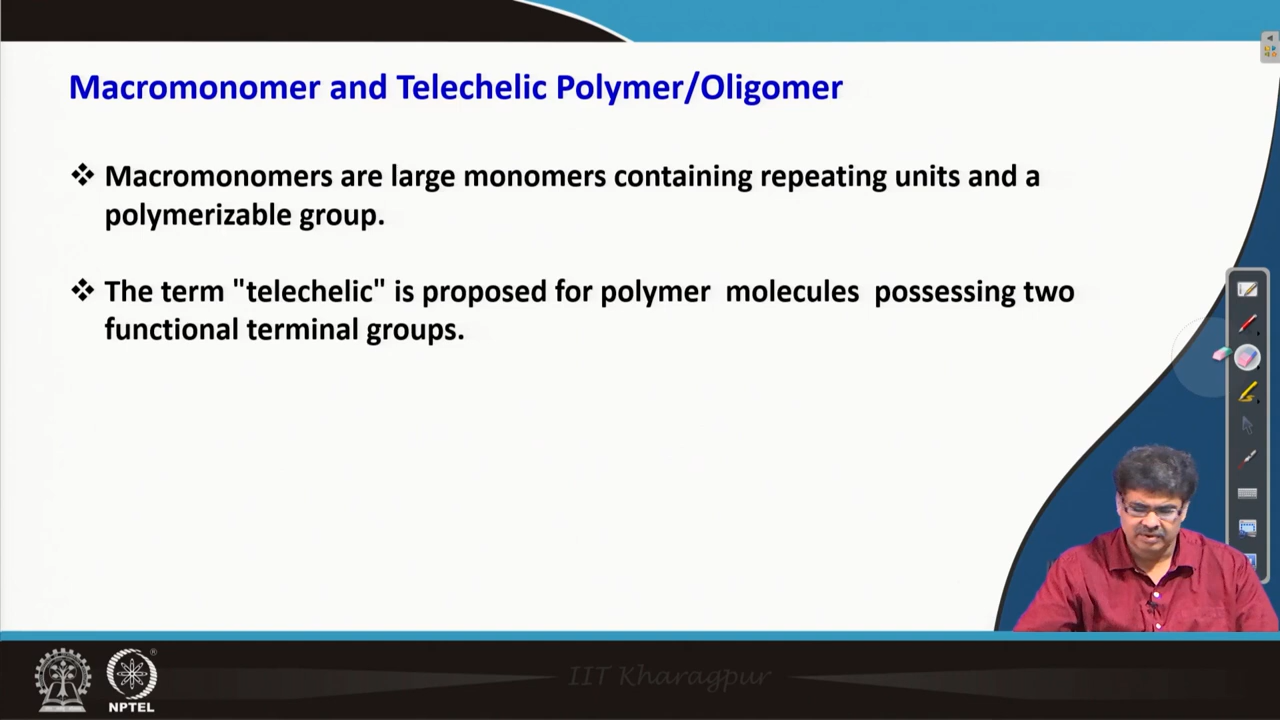 Macromonomer and Telechelic Polymer/Oligomer
❖ Macromonomers are large monomers containing repeating units and a
polymerizable group.
❖ The term "telechelic" is proposed for polymer molecules possessing two
functional terminal groups.
IIT Kharagpur
NPTEL